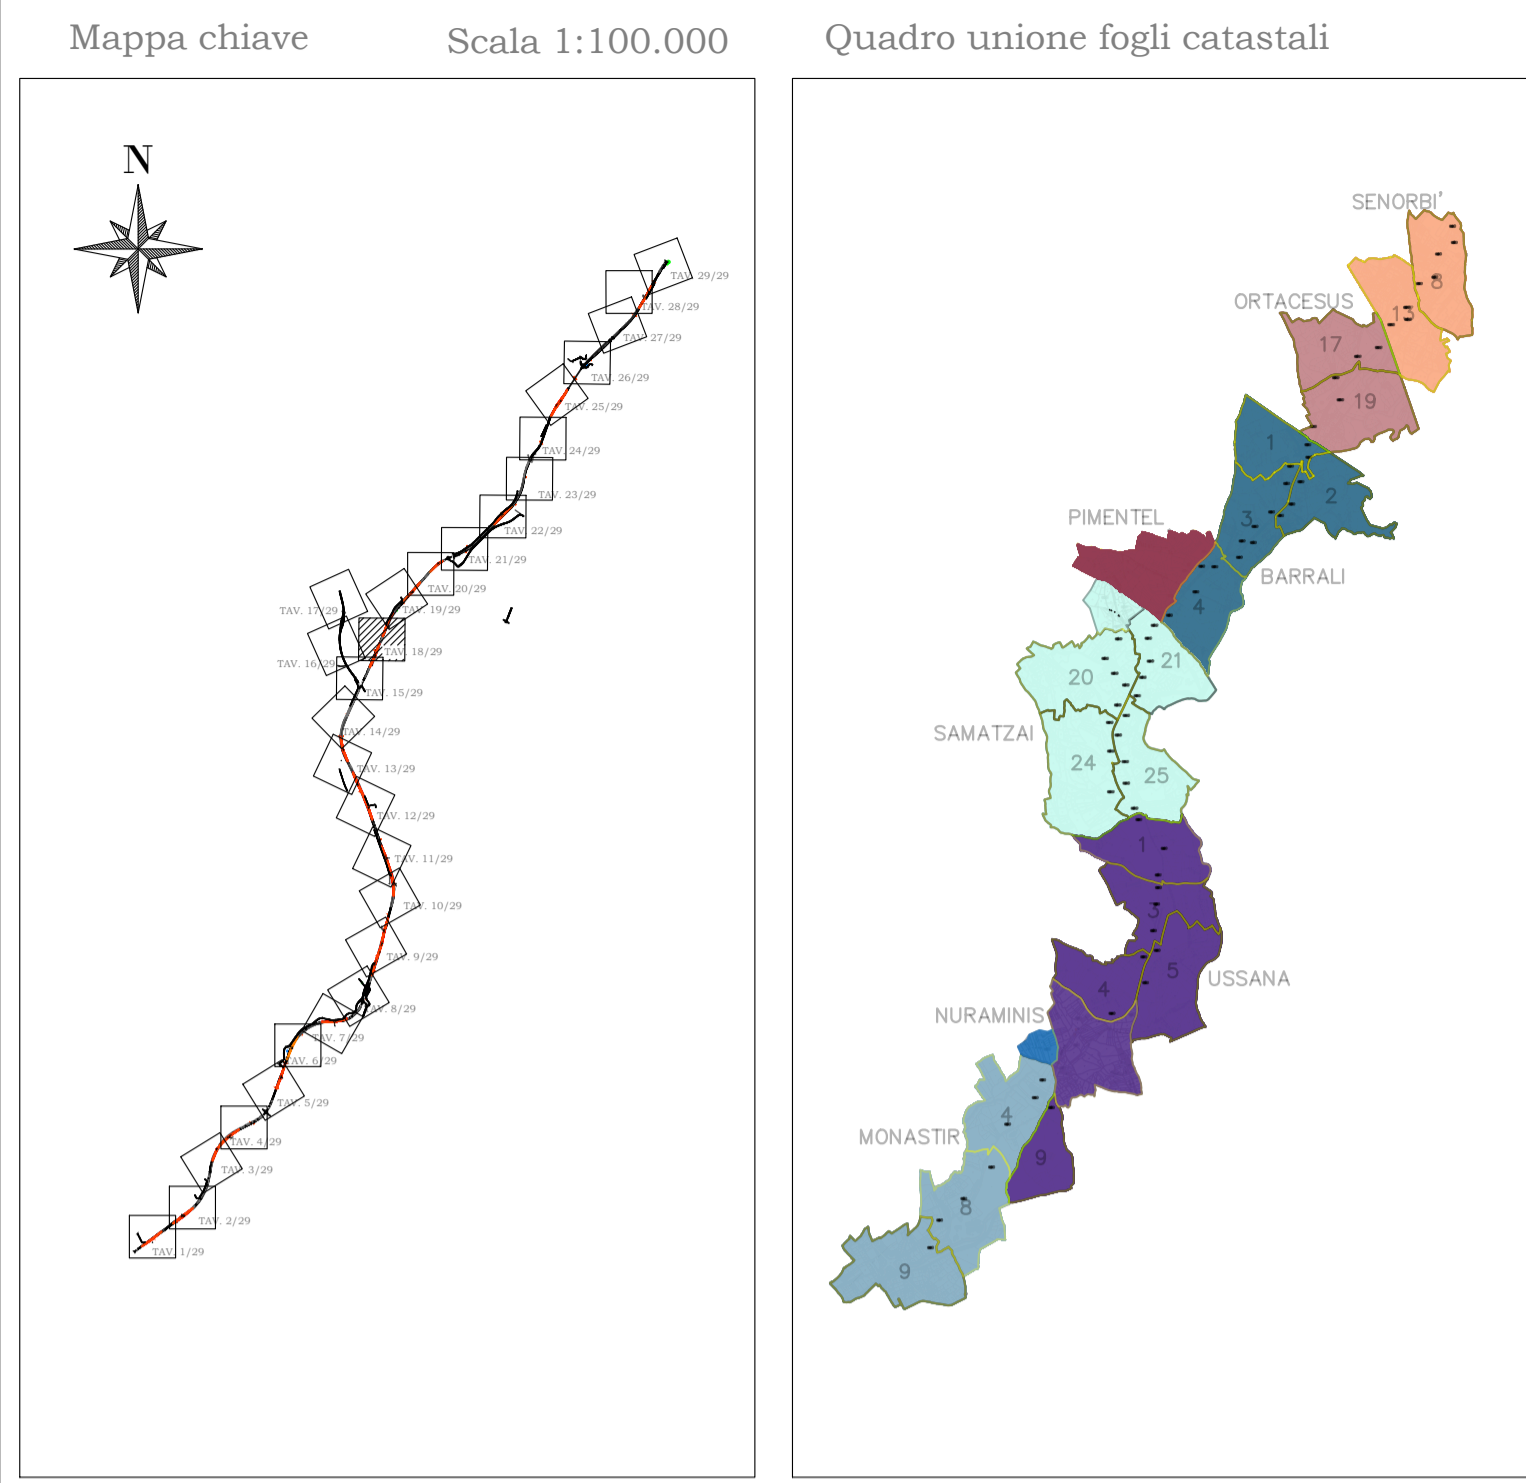 Mappa chiave
Scala 1:100.000
Quadro unione fogli catastali
N
TAV. 29/29
TAV. 28/29
TAV. 27/29
TAV. 26/29
TAV. 25/29
TAV. 24/29
TAV. 23/29
TAV. 22/29
TAV. 21/29
TAV. 20/29
TAV. 19/29
TAV. 17/29
TAV. 18/29
TAV. 16/29
TAV. 15/29
TAV. 14/29
TAV. 13/29
TAV. 12/29
TAV. 11/29
TAV. 10/29
TAV. 9/29
TAV. 8/29
TAV. 7/29
TAV. 6/29
TAV. 5/29
TAV. 4/29
TAV. 3/29
TAV. 2/29
TAV. 1/29
SENORBI'
8
ORTACESUS
13
17
19
1
2
3
PIMENTEL
BARRALI
4
21
20
SAMATZAI
24
25
1
3
5
USSANA
4
NURAMINIS
4
MONASTIR
9
8
9